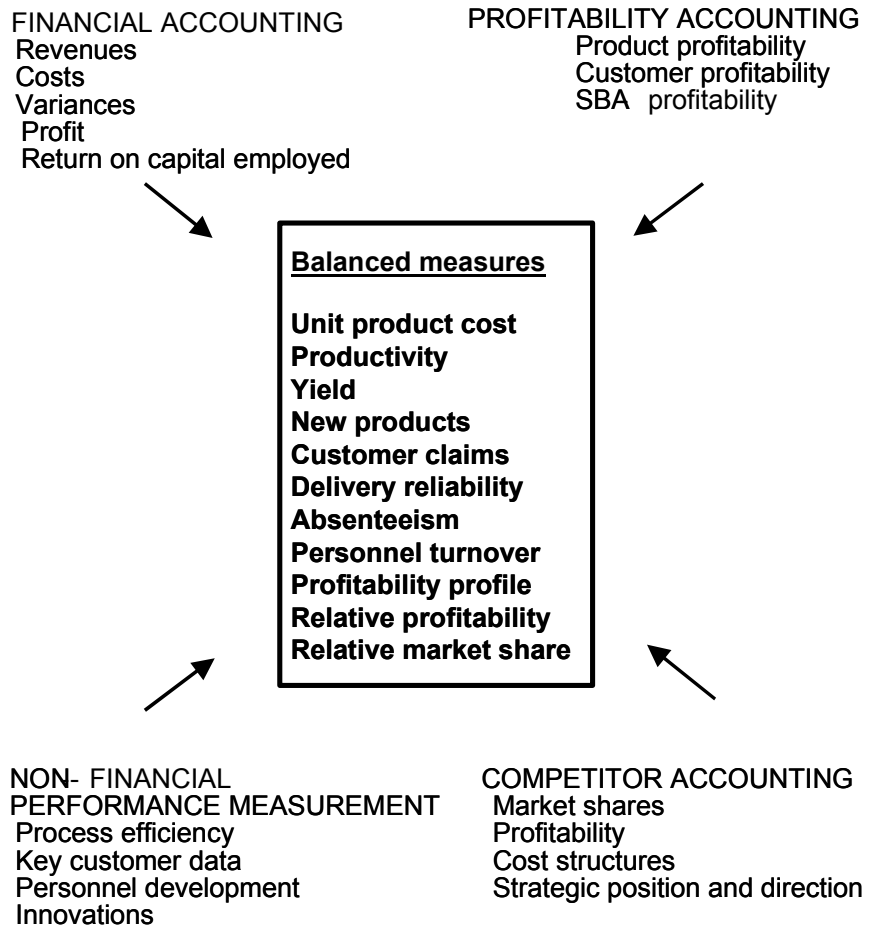 FINANCIAL ACCOUNTING
Revenues
Costs
Variances
Profit
Return on capital employed
PROFITABILITY ACCOUNTING
Product profitability
Customer profitability
SBA profitability
Balanced measures
Unit product cost
Productivity
Yield
New products
Customer claims
Delivery reliability
Absenteeism
Personnel turnover
Profitability profile
Relative profitability
Relative market share
NON- FINANCIAL
PERFORMANCE MEASUREMENT
Process efficiency
Key customer data
Personnel development
Innovations
COMPETITOR ACCOUNTING
Market shares
Profitability
Cost structures
Strategic position and direction